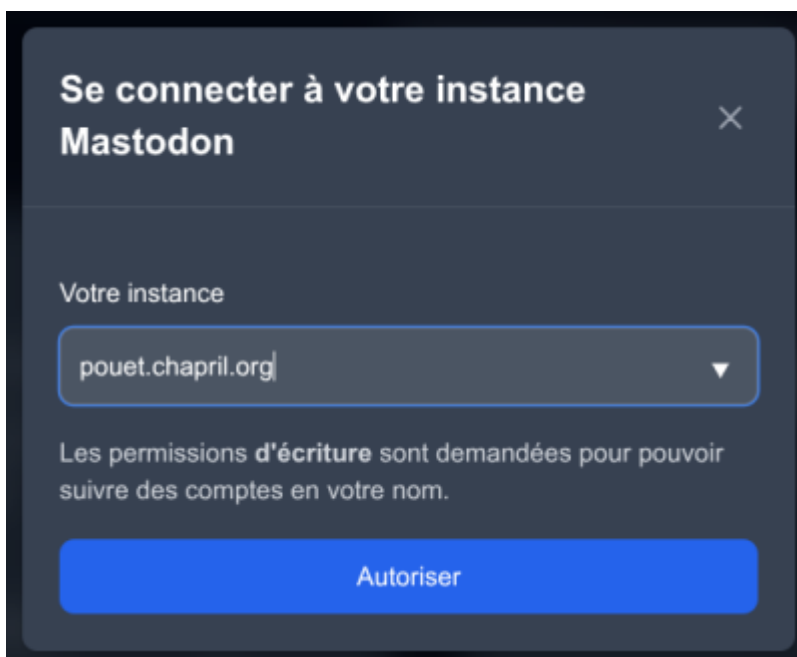 Se connecter à votre instance
Mastodon
Votre instance
pouet.chapril.org
Les permissions d'écriture sont demandées pour pouvoir
suivre des comptes en votre nom.
Autoriser